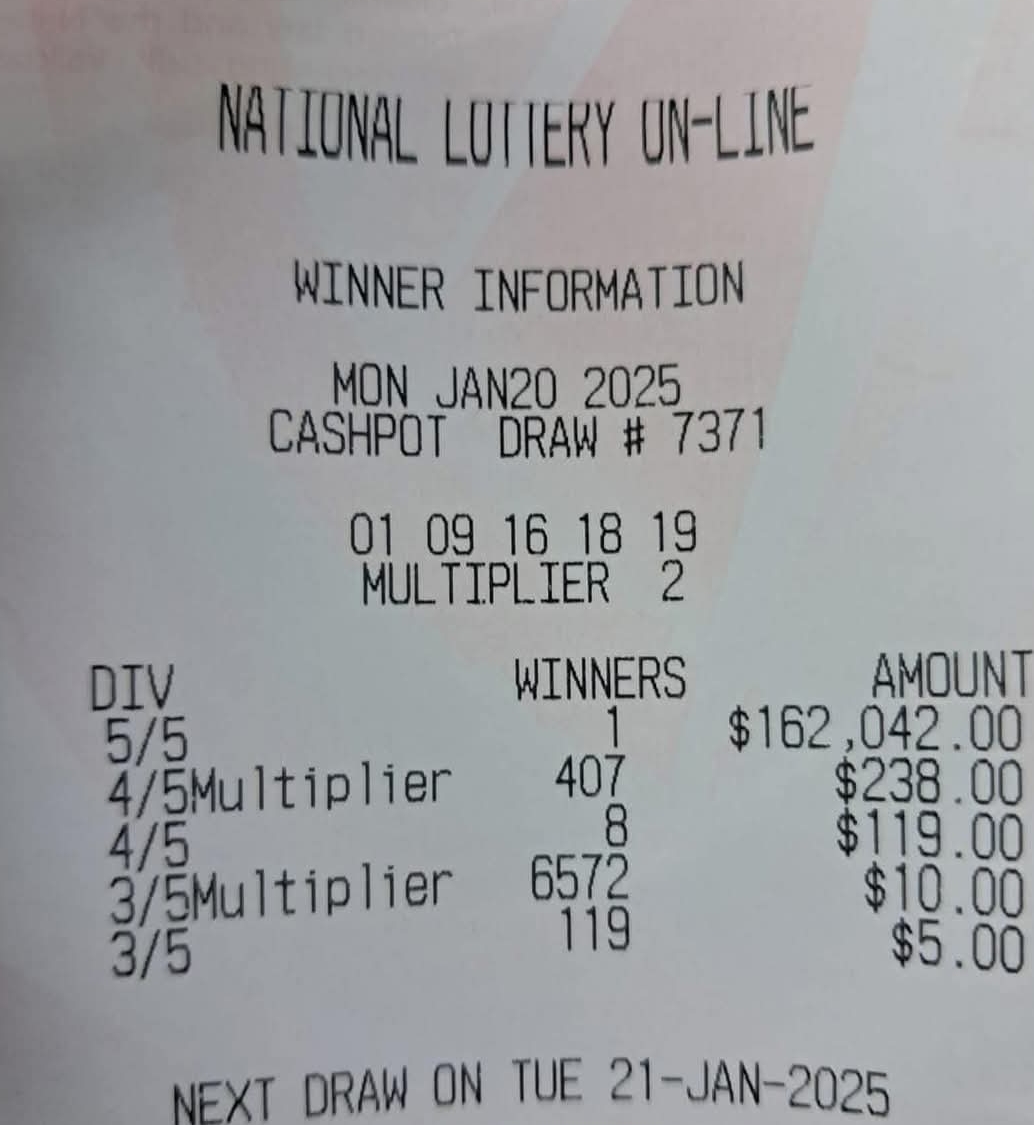 NATIONAL LOTTERY ON-LINE
WINNER INFORMATION
MON JAN20 2025
CASHPOT DRAW # 7371
01 09 16 18 19
MULTIPLIER 2
DIV WINNERS AMOUNT
5/5 1 $162,042.00
4/5Multiplier 407 $238.00
4/5 8 $119.00
3/5Multiplier 6572 $10.00
3/5 119 $5.00
NEXT DRAW ON TUE 21-JAN-2025